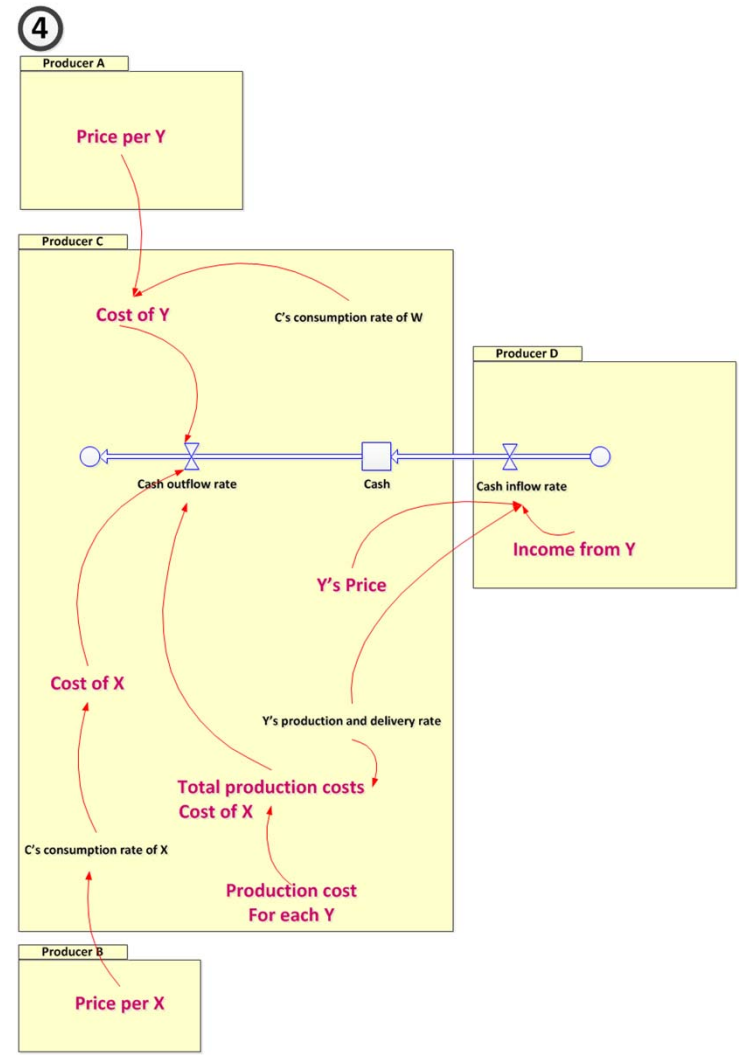 4
Producer A
Price per Y
Producer C
Cost of Y
C's consumption rate of W
Producer D
Cash outflow rate
Cash
Cash inflow rate
Income from Y
Y's Price
Cost of X
Y's production and delivery rate
Total production costs
Cost of X
C's consumption rate of X
Production cost
For each Y
Producer B
Price per X